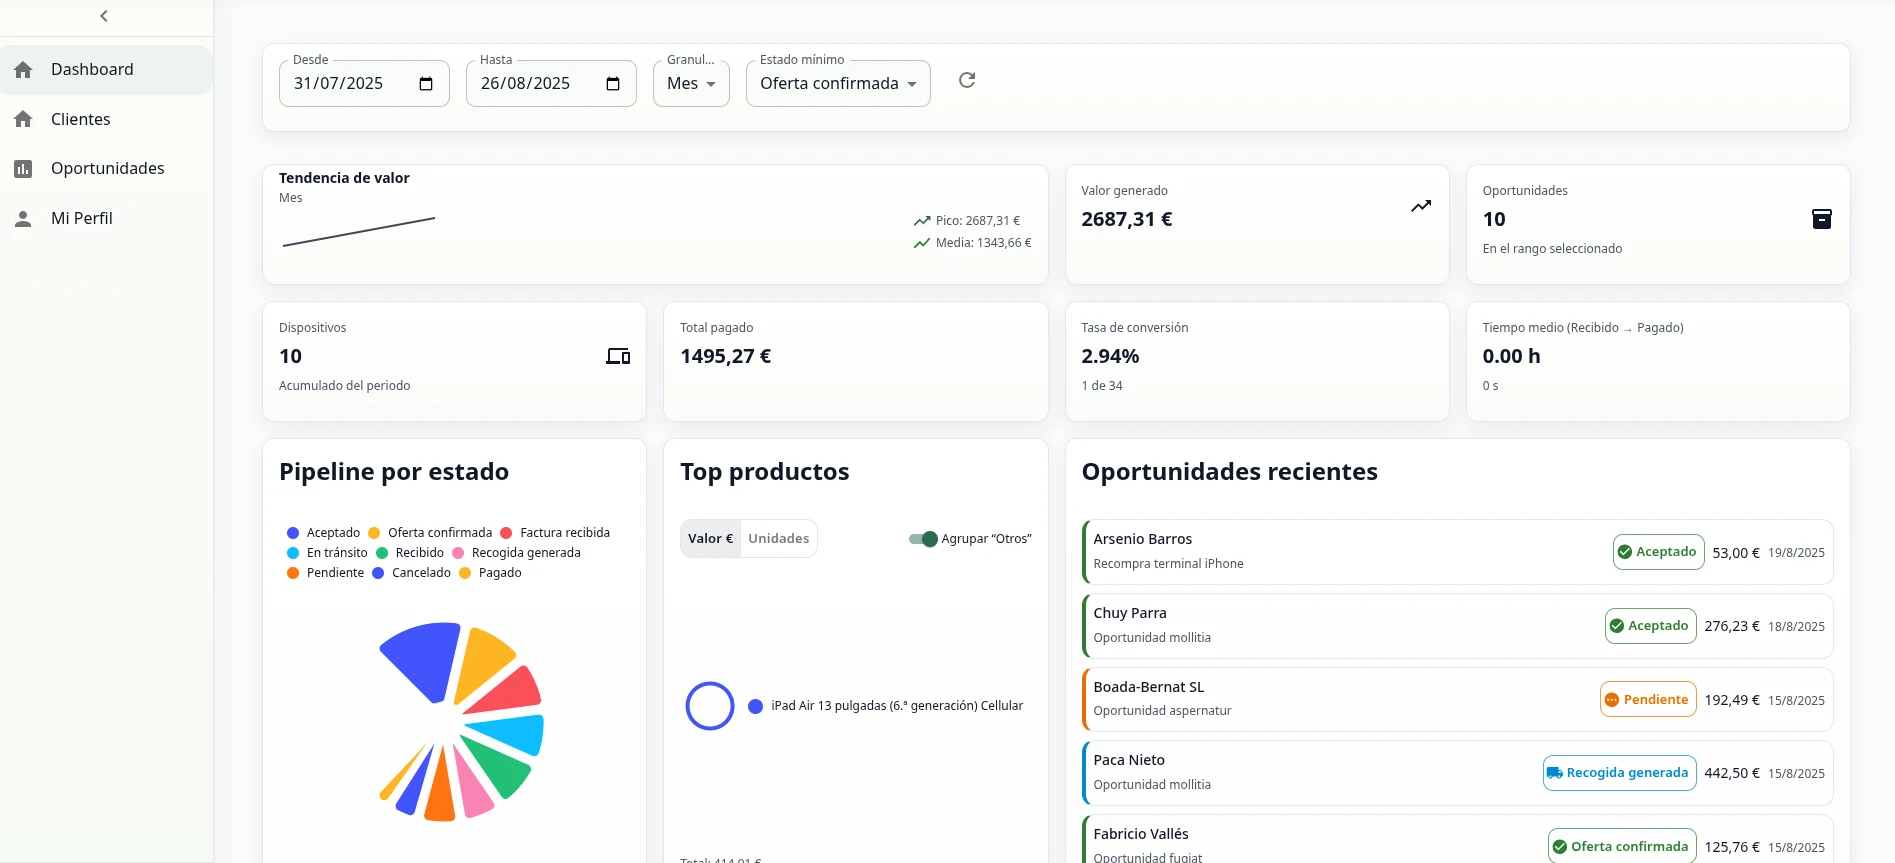 Dashboard
Clientes
Oportunidades
Mi Perfil
Desde
31/07/2025
Hasta
26/08/2025
Granul...
Mes
Estado mínimo
Oferta confirmada
Tendencia de valor
Mes
Pico: 2687,31 €
Media: 1343,66 €
Valor generado
2687,31 €
Oportunidades
10
En el rango seleccionado
Dispositivos
10
Acumulado del periodo
Total pagado
1495,27 €
Tasa de conversión
2.94%
1 de 34
Tiempo medio (Recibido → Pagado)
0.00 h
0 s
Pipeline por estado
Aceptado Oferta confirmada Factura recibida
En tránsito Recibido Recogida generada
Pendiente Cancelado Pagado
Top productos
Valor € Unidades
Agrupar “Otros”
iPad Air 13 pulgadas (6.ª generación) Cellular
Total: 414,01 €
Oportunidades recientes
Arsenio Barros
Recompra terminal iPhone
Aceptado 53,00 € 19/8/2025
Chuy Parra
Oportunidad mollitia
Aceptado 276,23 € 18/8/2025
Boada-Bernat SL
Oportunidad aspernatur
Pendiente 192,49 € 15/8/2025
Paca Nieto
Oportunidad mollitia
Recogida generada 442,50 € 15/8/2025
Fabricio Vallés
Oportunidad fugiat
Oferta confirmada 125,76 € 15/8/2025